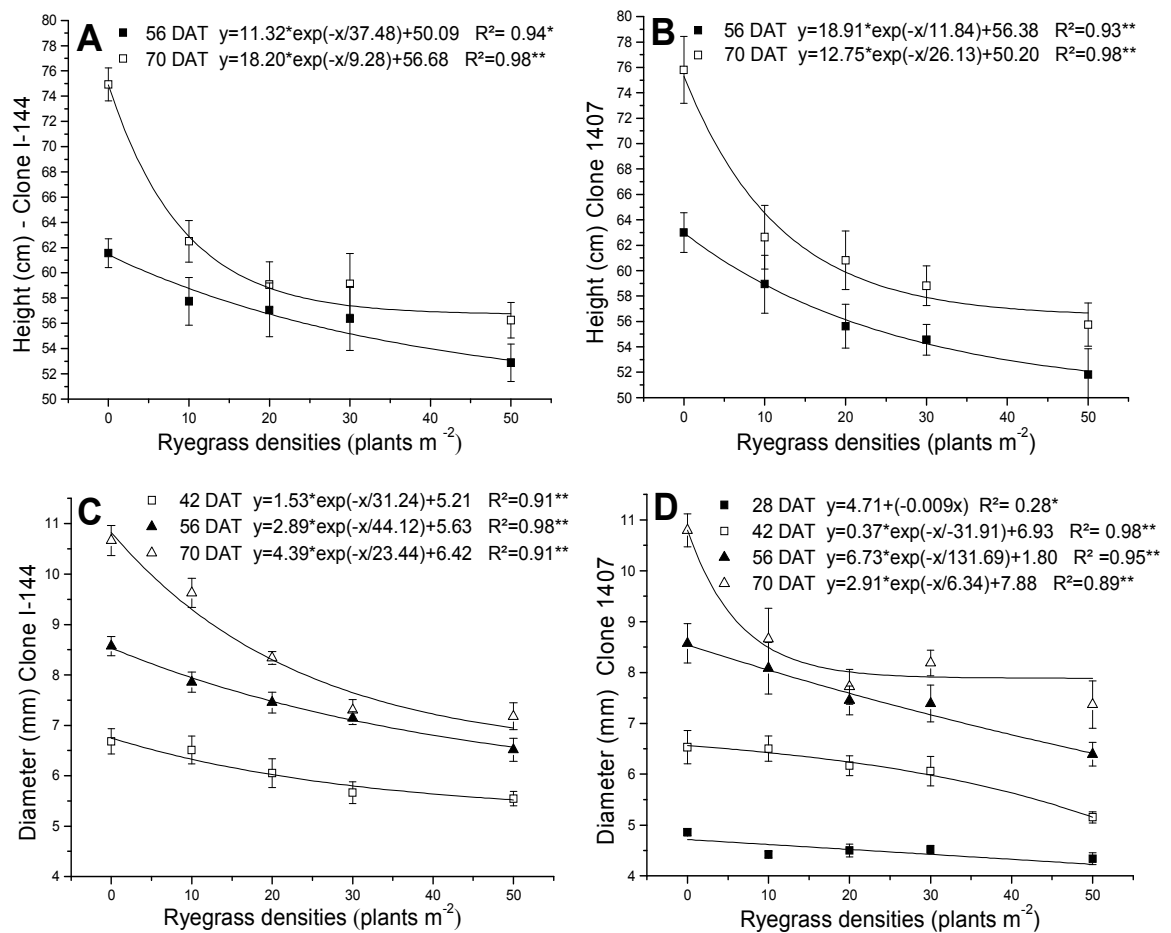 A
56 DAT y=11.32*exp(-x/37.48)+50.09 R²= 0.94*
70 DAT y=18.20*exp(-x/9.28)+56.68 R²=0.98**
80
78
76
74
72
70
68
66
64
62
60
58
56
54
52
50
Height (cm) - Clone I-144
0 10 20 30 40 50
Ryegrass densities (plants m⁻²)
B
56 DAT y=18.91*exp(-x/11.84)+56.38 R²=0.93**
70 DAT y=12.75*exp(-x/26.13)+50.20 R²=0.98**
80
78
76
74
72
70
68
66
64
62
60
58
56
54
52
50
Height (cm) Clone 1407
0 10 20 30 40 50
Ryegrass densities (plants m⁻²)
C
42 DAT y=1.53*exp(-x/31.24)+5.21 R²=0.91**
56 DAT y=2.89*exp(-x/44.12)+5.63 R²=0.98**
70 DAT y=4.39*exp(-x/23.44)+6.42 R²=0.91**
11
10
9
8
7
6
5
4
Diameter (mm) Clone I-144
0 10 20 30 40 50
Ryegrass densities (plants m⁻²)
D
28 DAT y=4.71+(-0.009x) R²= 0.28*
42 DAT y=0.37*exp(-x/-31.91)+6.93 R²= 0.98**
56 DAT y=6.73*exp(-x/131.69)+1.80 R² =0.95**
70 DAT y=2.91*exp(-x/6.34)+7.88 R²=0.89**
11
10
9
8
7
6
5
4
Diameter (mm) Clone 1407
0 10 20 30 40 50
Ryegrass densities (plants m⁻²)